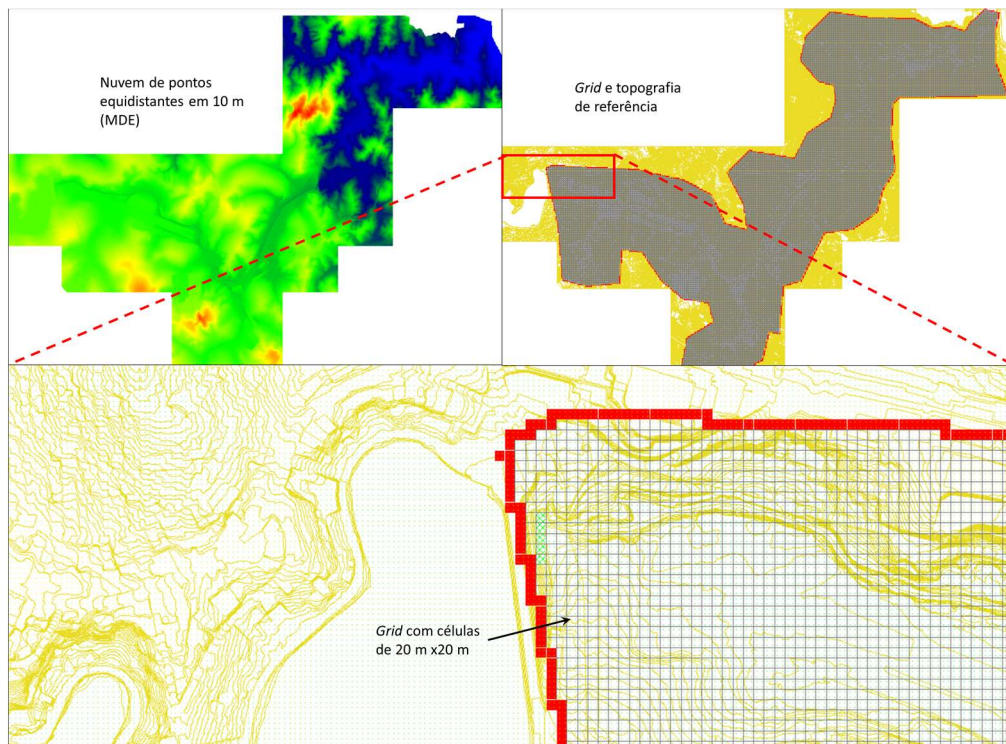 Nuvem de pontos
equidistantes em 10 m
(MDE)
Grid e topografia
de referência
Grid com células
de 20 m x20 m